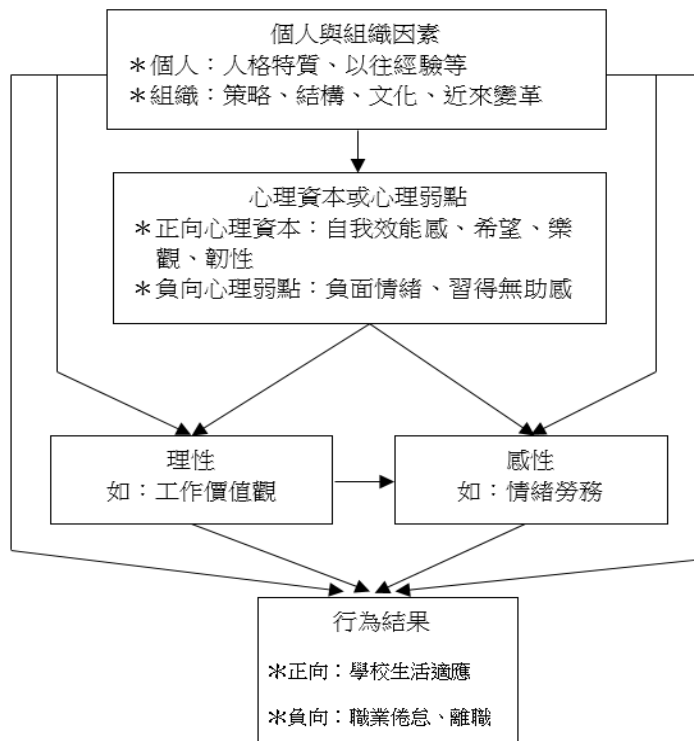 個人與組織因素
＊個人：人格特質、以往經驗等
＊組織：策略、結構、文化、近來變革
心理資本或心理弱點
＊正向心理資本：自我效能感、希望、樂
觀、韌性
＊負向心理弱點：負面情緒、習得無助感
理性
如：工作價值觀
感性
如：情緒勞務
行為結果
＊正向：學校生活適應
＊負向：職業倦怠、離職